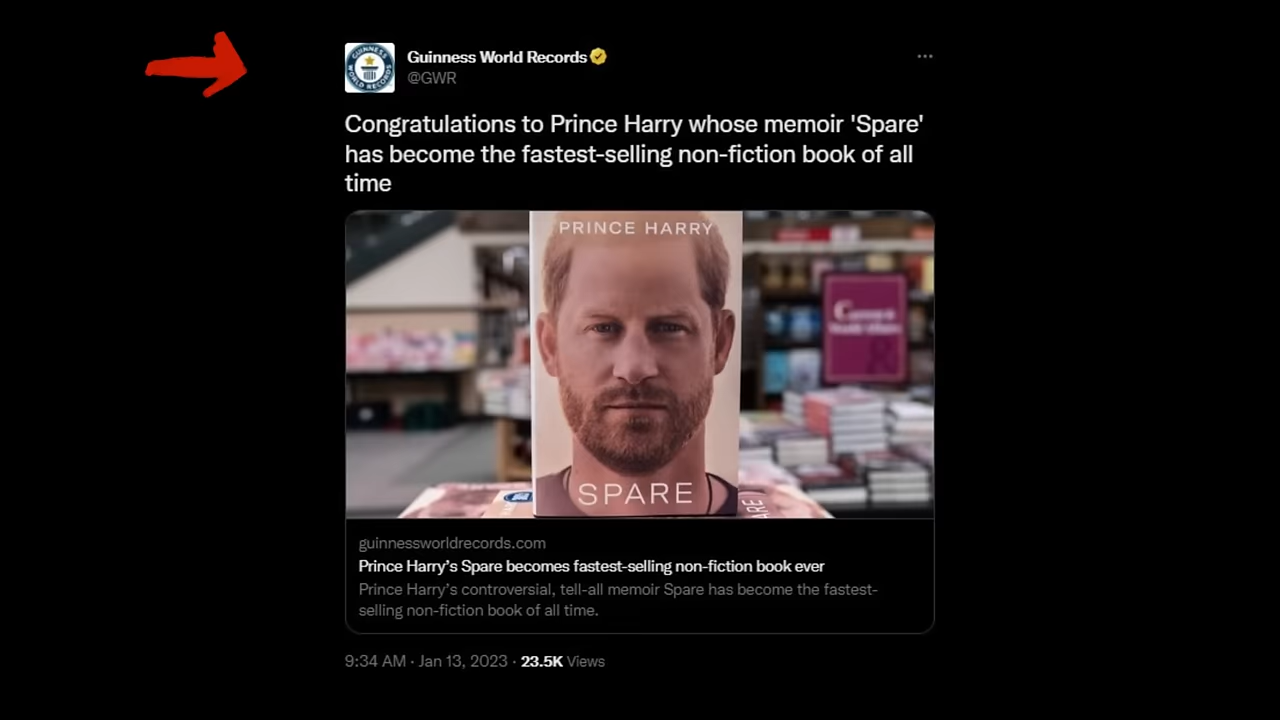 Guinness World Records
@GWR
Congratulations to Prince Harry whose memoir 'Spare'
has become the fastest-selling non-fiction book of all
time
PRINCE HARRY
SPARE
guinnessworldrecords.com
Prince Harry’s Spare becomes fastest-selling non-fiction book ever
Prince Harry’s controversial, tell-all memoir Spare has become the fastest-
selling non-fiction book of all time.
9:34 AM · Jan 13, 2023 · 23.5K Views